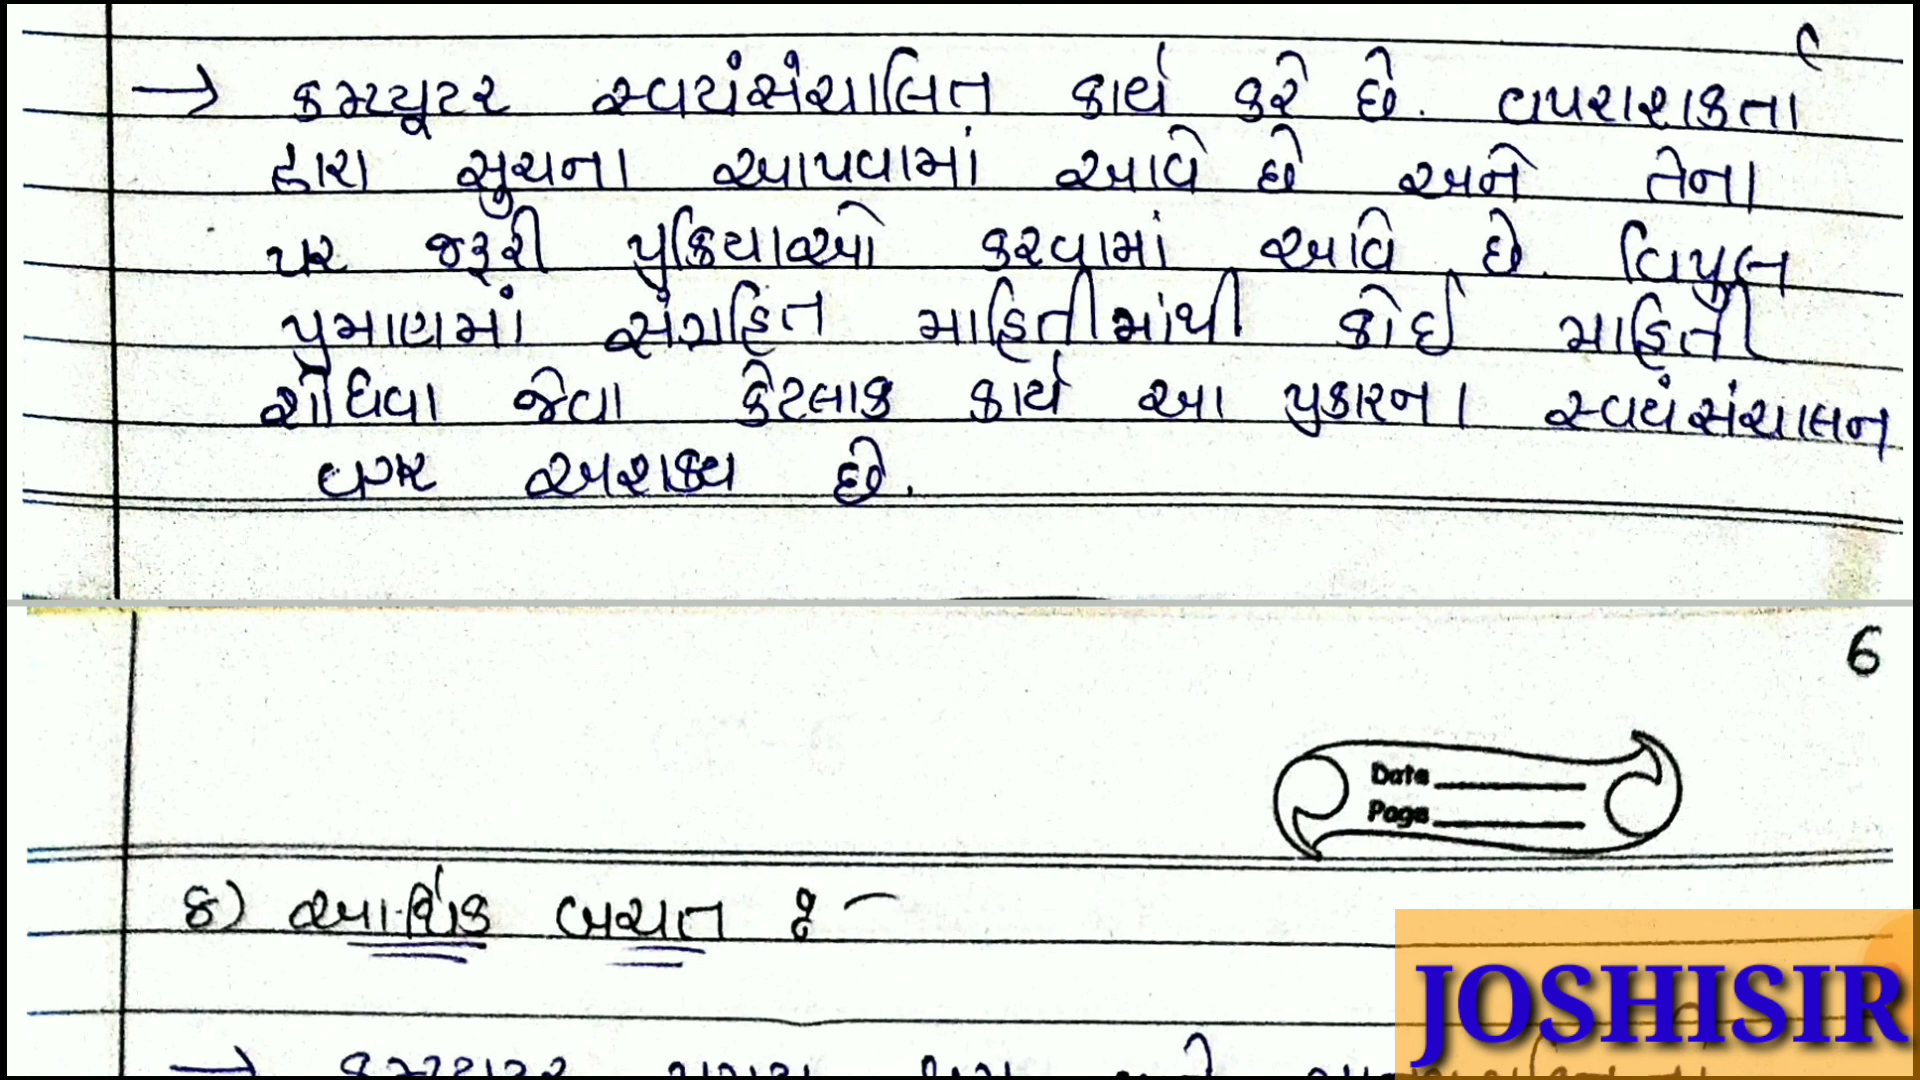 → કમ્પ્યૂટર સ્વયંસંચાલિત કાર્ય કરે છે. વપરાશકર્તા
દ્વારા સુચના આપવામાં આવે છે અને તેના
પર જરૂરી પ્રક્રિયાઓ કરવામાં આવે છે. વિપુલ
પ્રમાણમાં સંગ્રહિત માહિતીમાંથી કોઈ માહિતી
શોધવા જેવા કેટલાક કાર્ય આ પ્રકારના સ્વયંસંચાલન
વગર અશક્ય છે.
6
Date
Page
8) આર્થિક બચત :-
JOSHISIR